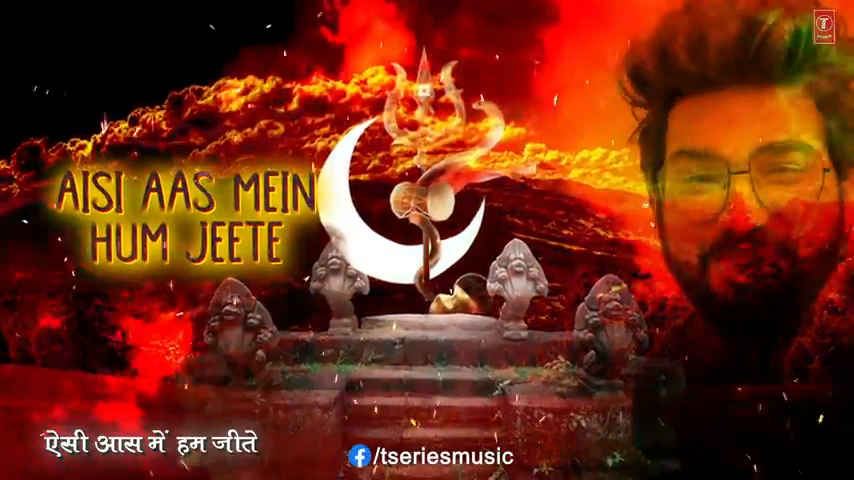 AISI AAS MEIN
HUM JEETE
ऐसी आस में हम जीते
/tseriesmusic